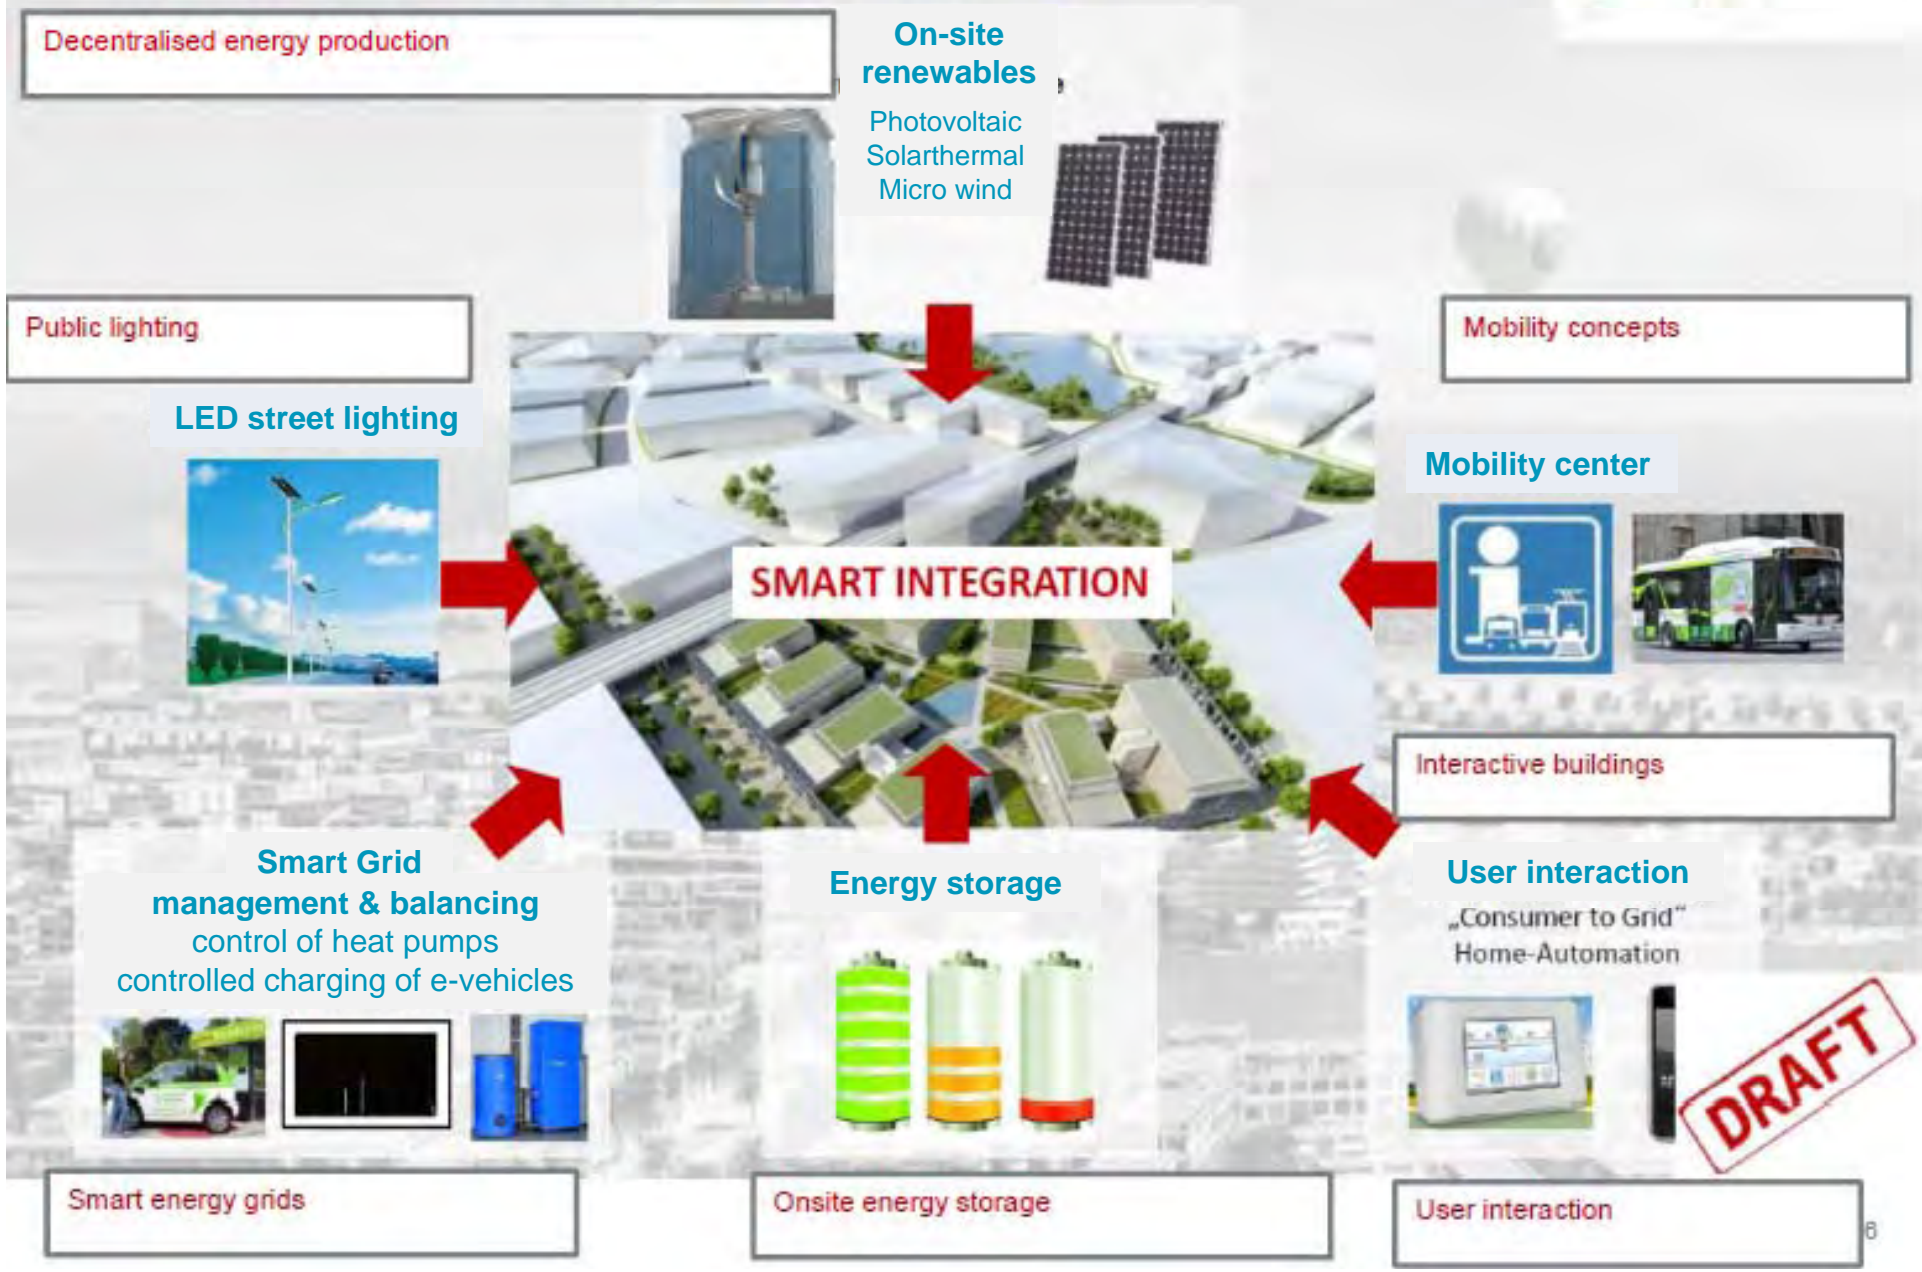 Decentralised energy production
On-site
renewables
Photovoltaic
Solarthermal
Micro wind
Public lighting
Mobility concepts
LED street lighting
Mobility center
SMART INTEGRATION
Interactive buildings
Smart Grid
management & balancing
control of heat pumps
controlled charging of e-vehicles
Energy storage
User interaction
„Consumer to Grid“
Home-Automation
DRAFT
Smart energy grids
Onsite energy storage
User interaction
6